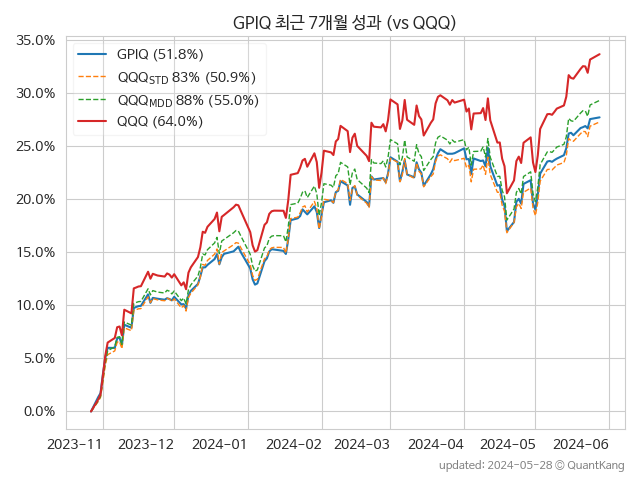 GPIQ 최근 7개월 성과 (vs QQQ)
35.0%
30.0%
25.0%
20.0%
15.0%
10.0%
5.0%
0.0%
GPIQ (51.8%)
QQQSTD 83% (50.9%)
QQQMDD 88% (55.0%)
QQQ (64.0%)
2023-11 2023-12 2024-01 2024-02 2024-03 2024-04 2024-05 2024-06
updated: 2024-05-28 © QuantKang